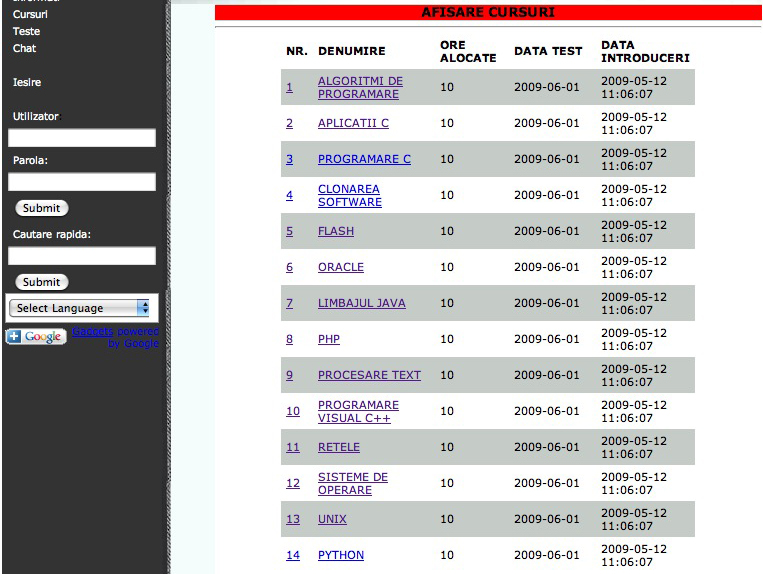 Cursuri
Teste
Chat
Iesire
Utilizator
Parola:
Submit
Cautare rapida:
Submit
Select Language
Google
Gadgets powered
by Google
AFISARE CURSURI
NR. DENUMIRE ORE ALOCATE DATA TEST DATA INTRODUCERI
1 ALGORITMI DE PROGRAMARE 10 2009-06-01 2009-05-12 11:06:07
2 APLICATII C 10 2009-06-01 2009-05-12 11:06:07
3 PROGRAMARE C 10 2009-06-01 2009-05-12 11:06:07
4 CLONAREA SOFTWARE 10 2009-06-01 2009-05-12 11:06:07
5 FLASH 10 2009-06-01 2009-05-12 11:06:07
6 ORACLE 10 2009-06-01 2009-05-12 11:06:07
7 LIMBAJUL JAVA 10 2009-06-01 2009-05-12 11:06:07
8 PHP 10 2009-06-01 2009-05-12 11:06:07
9 PROCESARE TEXT 10 2009-06-01 2009-05-12 11:06:07
10 PROGRAMARE VISUAL C++ 10 2009-06-01 2009-05-12 11:06:07
11 RETELE 10 2009-06-01 2009-05-12 11:06:07
12 SISTEME DE OPERARE 10 2009-06-01 2009-05-12 11:06:07
13 UNIX 10 2009-06-01 2009-05-12 11:06:07
14 PYTHON 10 2009-06-01 2009-05-12 11:06:07